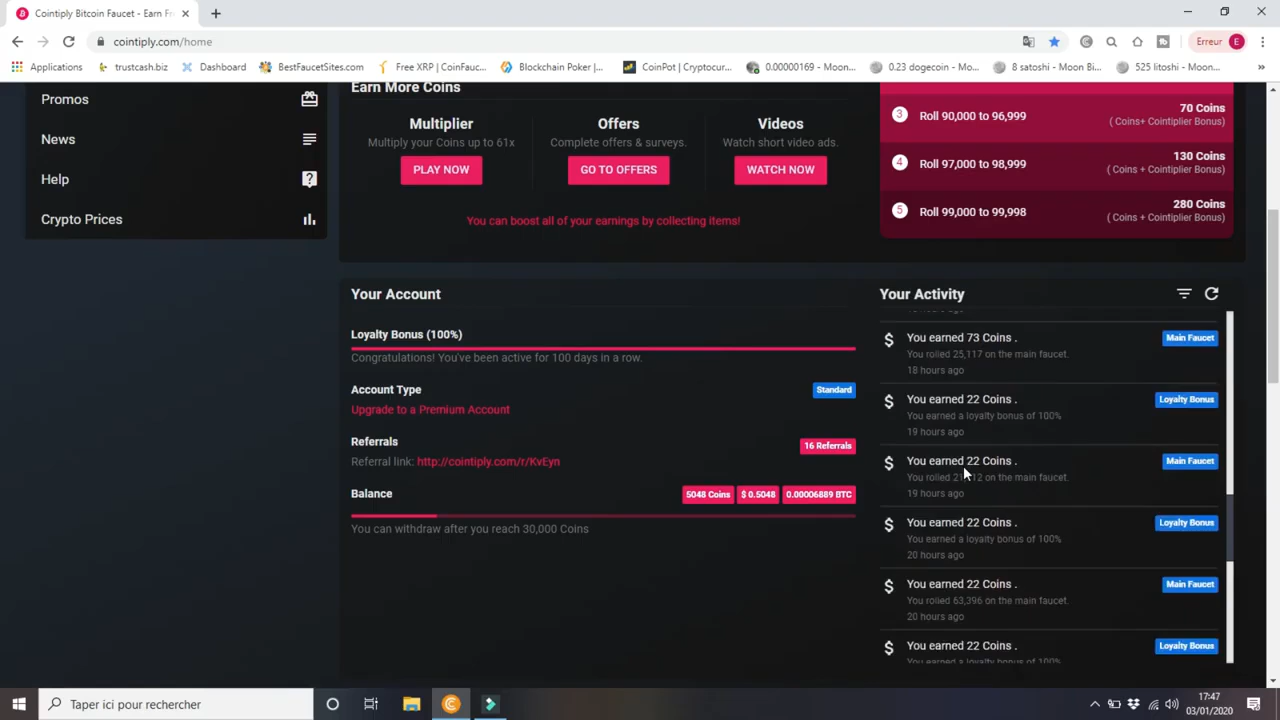 Cointiply Bitcoin Faucet - Earn Fr
cointiply.com/home
Erreur E
Applications
trustcash.biz
Dashboard
BestFaucetSites.com
Free XRP | CoinFauc...
Blockchain Poker |...
CoinPot | Cryptocur...
0.00000169 - Moon...
0.23 dogecoin - Mo...
8 satoshi - Moon Bi...
525 litoshi - Moon...
»
Promos
News
Help
Crypto Prices
Earn More Coins
Multiplier
Multiply your Coins up to 61x
PLAY NOW
Offers
Complete offers & surveys.
GO TO OFFERS
Videos
Watch short video ads.
WATCH NOW
You can boost all of your earnings by collecting items!
3 Roll 90,000 to 96,999 70 Coins
( Coins+ Cointiplier Bonus)
4 Roll 97,000 to 98,999 130 Coins
( Coins + Cointiplier Bonus)
5 Roll 99,000 to 99,998 280 Coins
( Coins + Cointiplier Bonus)
Your Account
Loyalty Bonus (100%)
Congratulations! You've been active for 100 days in a row.
Account Type Standard
Upgrade to a Premium Account
Referrals 16 Referrals
Referral link: http://cointiply.com/r/KvEyn
Balance 5048 Coins $ 0.5048 0.00006889 BTC
You can withdraw after you reach 30,000 Coins
Your Activity
You earned 73 Coins . Main Faucet
You rolled 25,117 on the main faucet.
18 hours ago
You earned 22 Coins . Loyalty Bonus
You earned a loyalty bonus of 100%
19 hours ago
You earned 22 Coins . Main Faucet
You rolled on the main faucet.
19 hours ago
You earned 22 Coins . Loyalty Bonus
You earned a loyalty bonus of 100%
20 hours ago
You earned 22 Coins . Main Faucet
You rolled 63,396 on the main faucet.
20 hours ago
You earned 22 Coins . Loyalty Bonus
You earned a loyalty bonus of 100%
Taper ici pour rechercher
17:47
03/01/2020